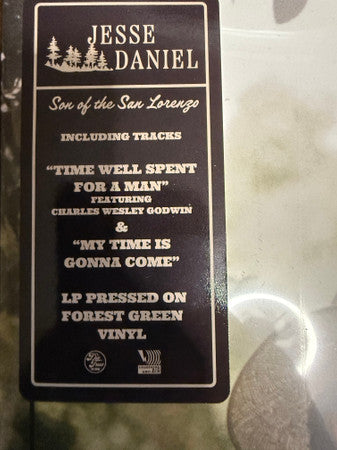 JESSE
DANIEL
Son of the San Lorenzo
INCLUDING TRACKS
“TIME WELL SPENT
FOR A MAN”
FEATURING
CHARLES WESLEY GODWIN
&
“MY TIME IS
GONNA COME”
LP PRESSED ON
FOREST GREEN
VINYL